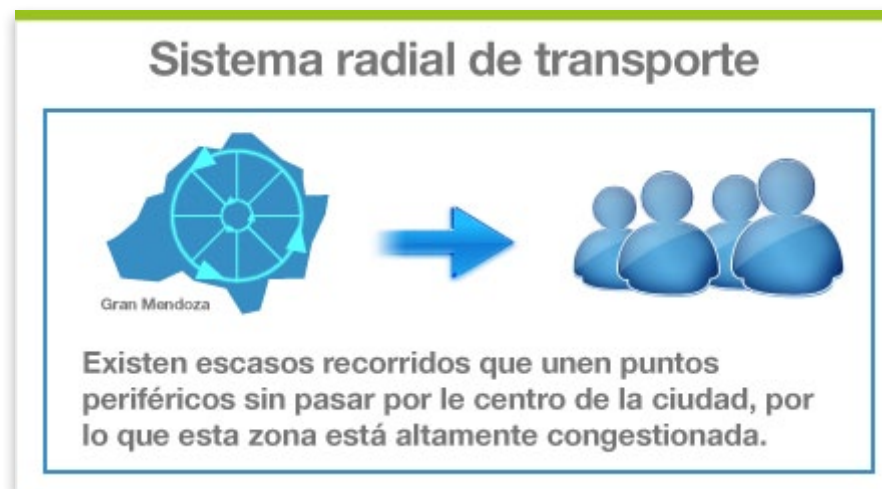 Sistema radial de transporte
Gran Mendoza
Existen escasos recorridos que unen puntos
periféricos sin pasar por le centro de la ciudad, por
lo que esta zona está altamente congestionada.